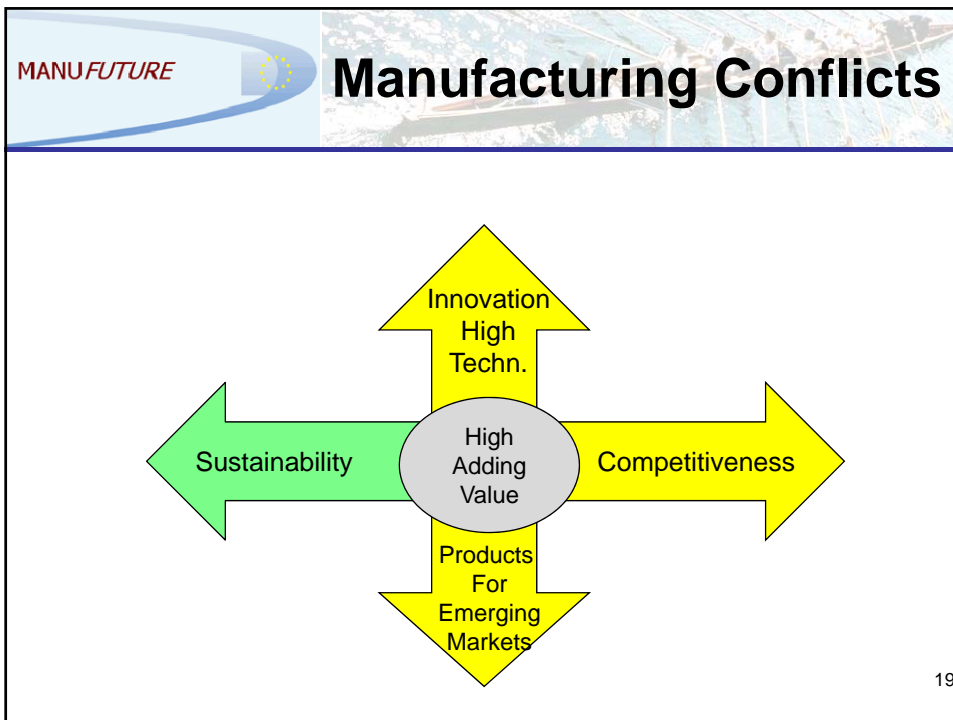 MANUFUTURE
Manufacturing Conflicts
Innovation
High
Techn.
Sustainability
High
Adding
Value
Competitiveness
Products
For
Emerging
Markets
19